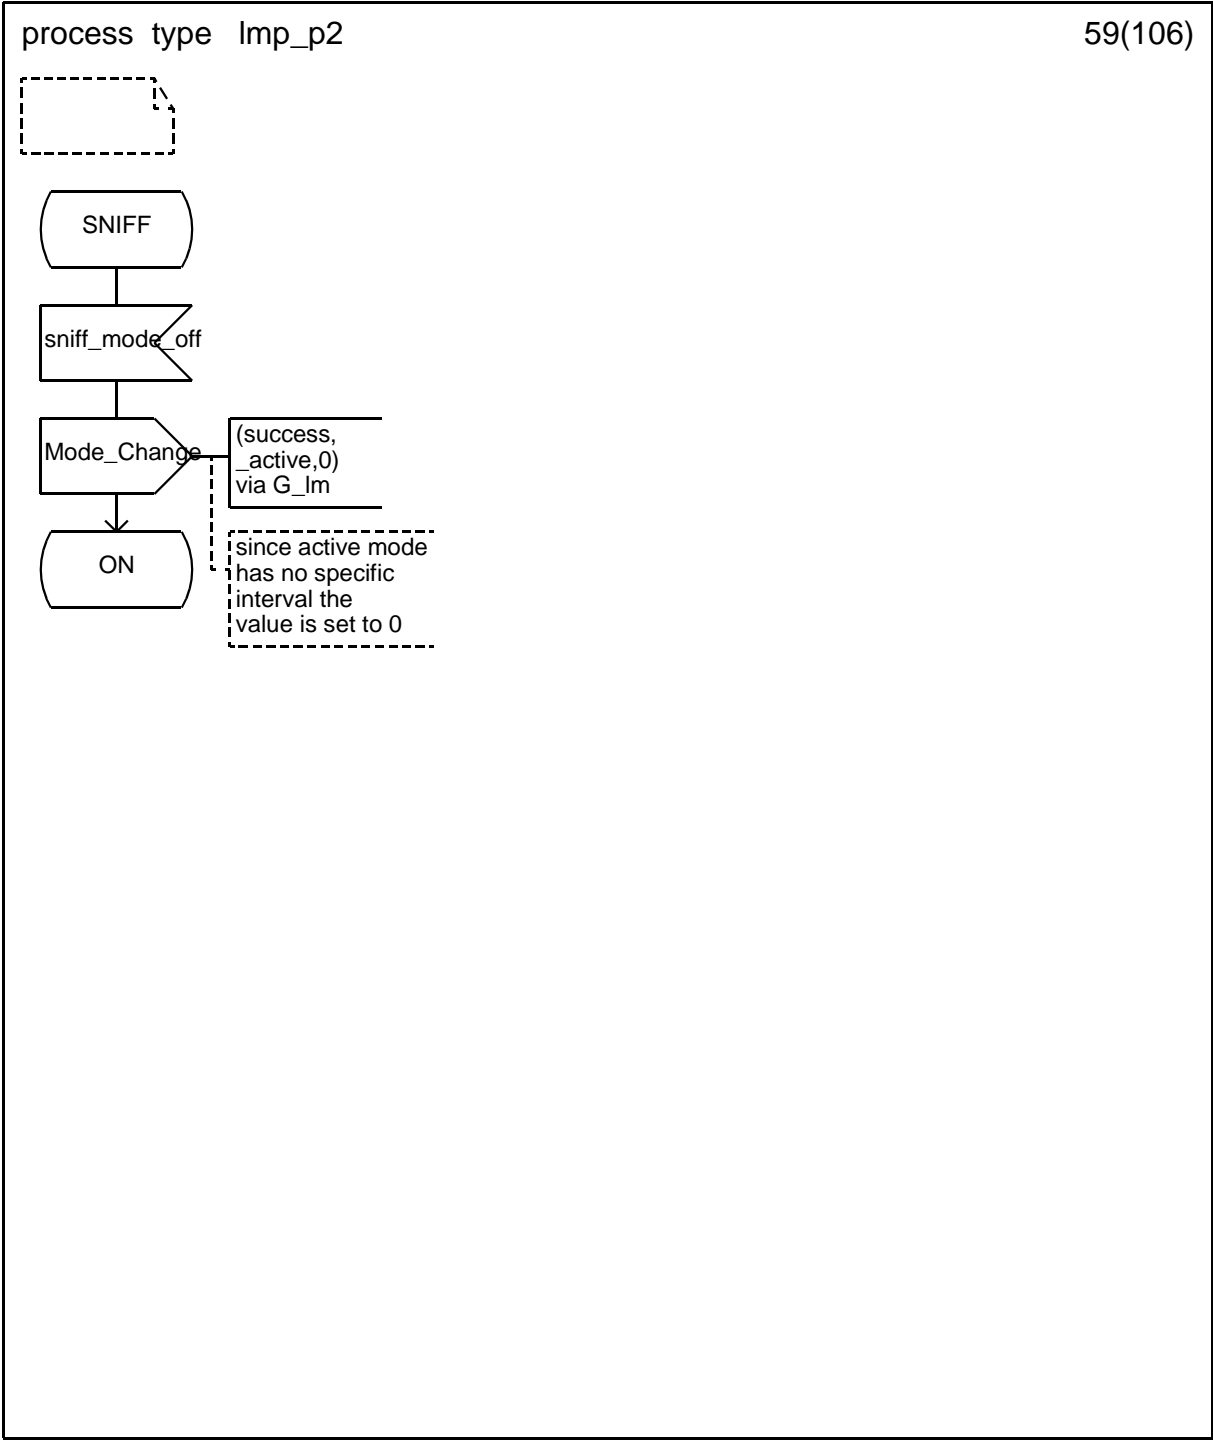 process type lmp_p2
59(106)
SNIFF
sniff_mode_off
Mode_Change
(success,
_active,0)
via G_lm
ON
since active mode
has no specific
interval the
value is set to 0